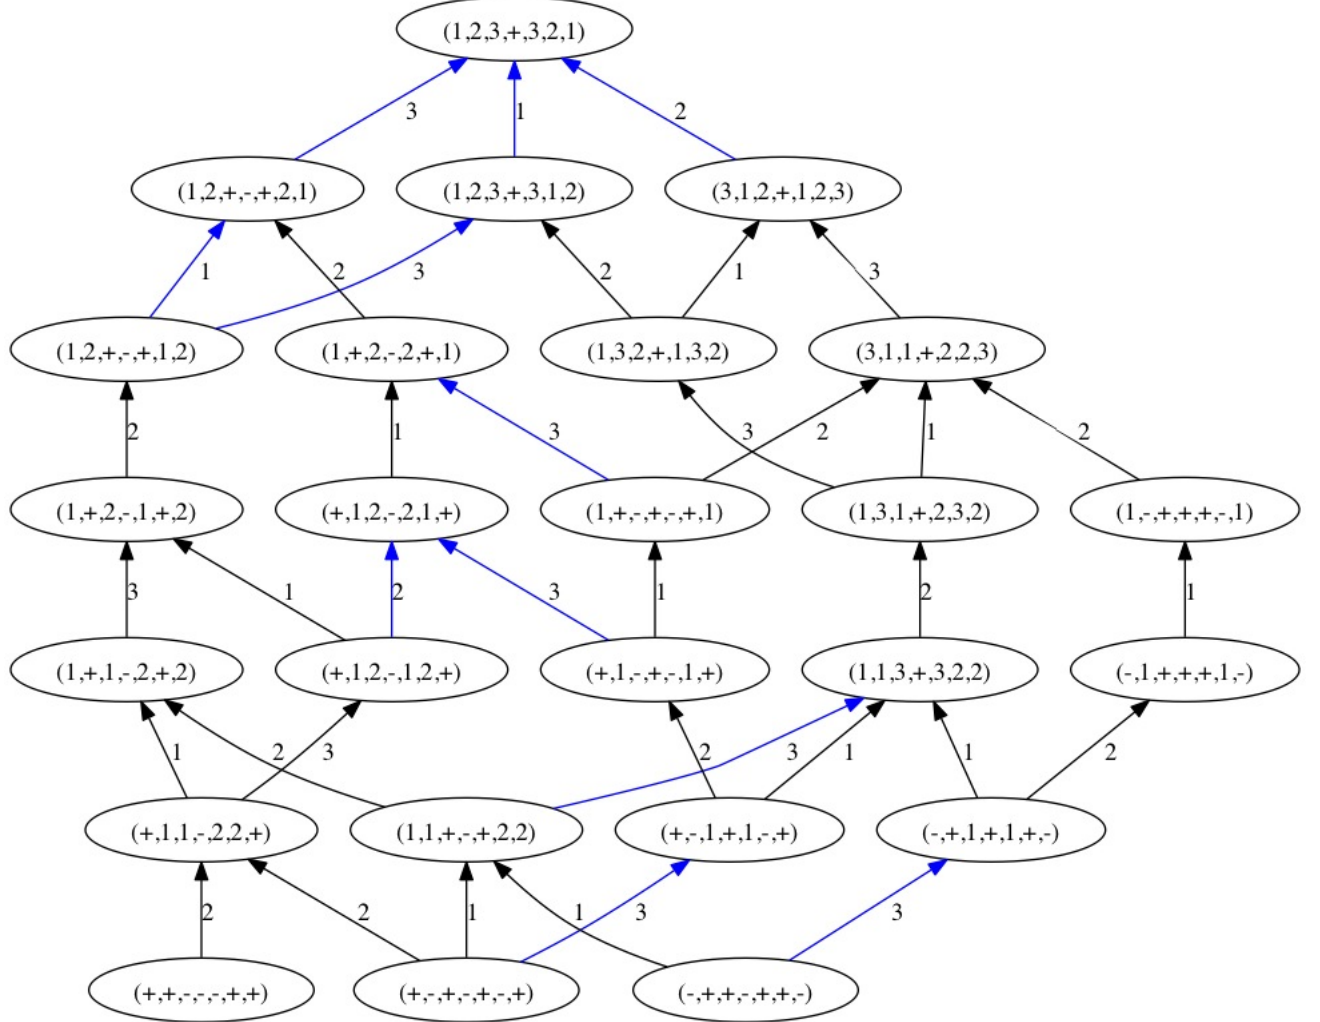 (1,2,3,+,3,2,1)
3 1 2
(1,2,+,-,+,2,1) (1,2,3,+,3,1,2) (3,1,2,+,1,2,3)
1 2 3 2 1 3
(1,2,+,-,+,1,2) (1,+,2,-,2,+,1) (1,3,2,+,1,3,2) (3,1,1,+,2,2,3)
2 1 3 3 2 1 2
(1,+,2,-,1,+,2) (+,1,2,-,2,1,+) (1,+,-,+,-,+,1) (1,3,1,+,2,3,2) (1,-,+,+,+,-,1)
3 1 2 3 1 2 1
(1,+,1,-,2,+,2) (+,1,2,-,1,2,+) (+,1,-,+,-,1,+) (1,1,3,+,3,2,2) (-,1,+,+,+,1,-)
1 2 3 2 3 1 1 2
(+,1,1,-,2,2,+) (1,1,+,-,+,2,2) (+,-,1,+,1,-,+) (-,+,1,+,1,+,-)
2 2 1 1 3 3
(+,+,-,-,-,+,+) (+,-,+,-,+,-,+) (-,+,+,-,+,+,-)